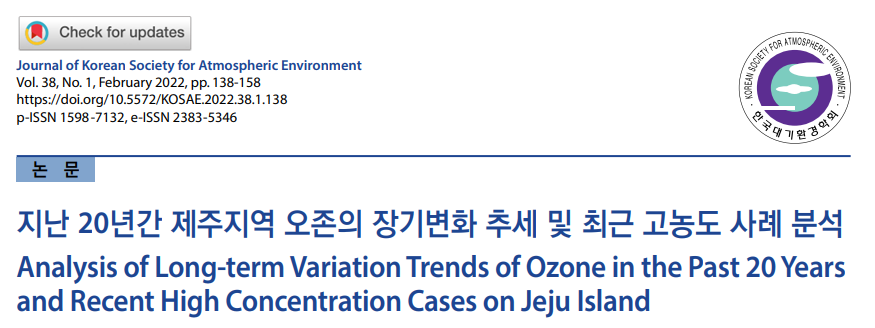 Check for updates
Journal of Korean Society for Atmospheric Environment
Vol. 38, No. 1, February 2022, pp. 138-158
https://doi.org/10.5572/KOSAE.2022.38.1.138
p-ISSN 1598-7132, e-ISSN 2383-5346
KOREAN SOCIETY FOR ATMOSPHERIC ENVIRONMENT
한국대기환경학회
논 문
지난 20년간 제주지역 오존의 장기변화 추세 및 최근 고농도 사례 분석
Analysis of Long-term Variation Trends of Ozone in the Past 20 Years
and Recent High Concentration Cases on Jeju Island